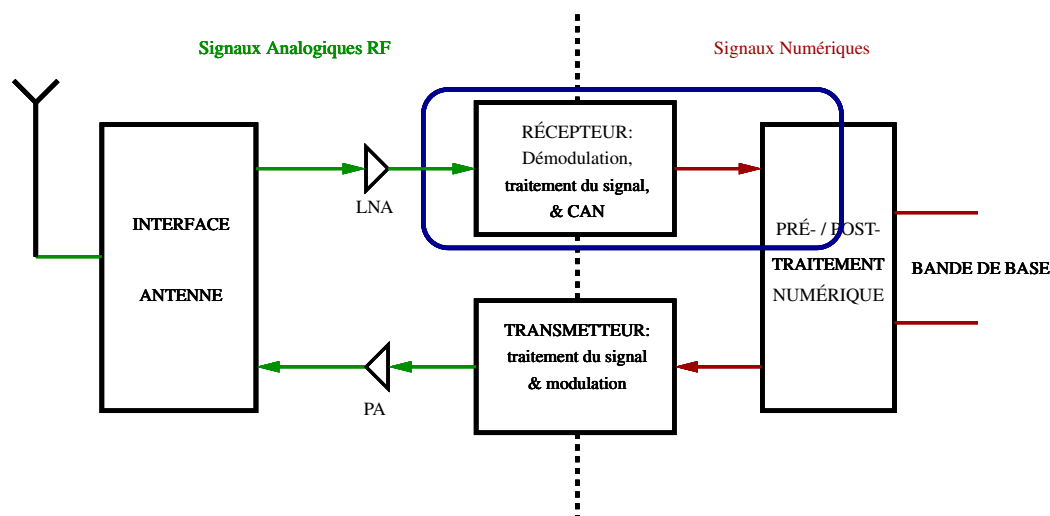 Signaux Analogiques RF
Signaux Numériques
INTERFACE
ANTENNE
LNA
RÉCEPTEUR:
Démodulation,
traitement du signal,
& CAN
PRÉ- / POST-
TRAITEMENT
NUMÉRIQUE
BANDE DE BASE
TRANSMETTEUR:
traitement du signal
& modulation
PA